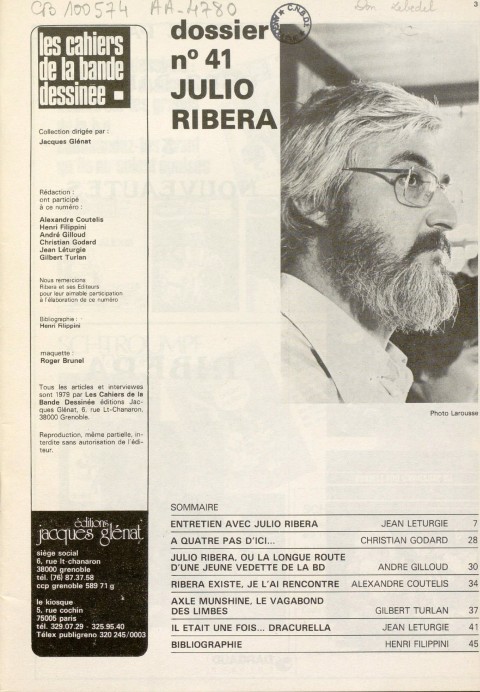 CPO 100574 AA-4780
3
les cahiers
de la bande
dessinée
dossier
nº 41
JULIO
RIBERA
Collection dirigée par :
Jacques Glénat
Rédaction :
ont participé
à ce numéro :
Alexandre Coutelis
Henri Filippini
André Gilloud
Christian Godard
Jean Léturgie
Gilbert Turlan
Nous remercions
Ribera et ses Editeurs
pour leur aimable participation
à l'élaboration de ce numéro
Bibliographie :
Henri Filippini
maquette :
Roger Brunel
Tous les articles et interviewes
sont 1979 par Les Cahiers de la
Bande Dessinée éditions Jac-
ques Glénat, 6, rue Lt-Chanaron,
38000 Grenoble.
Reproduction, même partielle, in-
terdite sans autorisation de l'édi-
teur.
éditions
jacques glénat
siége social
6, rue lt-chanaron
38000 grenoble
tél. (76) 87.37.58
ccp grenoble 589 71 g
le kiosque
5, rue cochin
75005 paris
tél. 329.07.29 - 325.95.40
Télex publigreno 320 245/0003
Photo Larousse
SOMMAIRE
ENTRETIEN AVEC JULIO RIBERA JEAN LETURGIE 7
A QUATRE PAS D'ICI... CHRISTIAN GODARD 28
JULIO RIBERA, OU LA LONGUE ROUTE
D'UNE JEUNE VEDETTE DE LA BD ANDRE GILLOUD 30
RIBERA EXISTE, JE L'AI RENCONTRE ALEXANDRE COUTELIS 34
AXLE MUNSHINE, LE VAGABOND
DES LIMBES GILBERT TURLAN 37
IL ETAIT UNE FOIS... DRACURELLA JEAN LETURGIE 41
BIBLIOGRAPHIE HENRI FILIPPINI 45